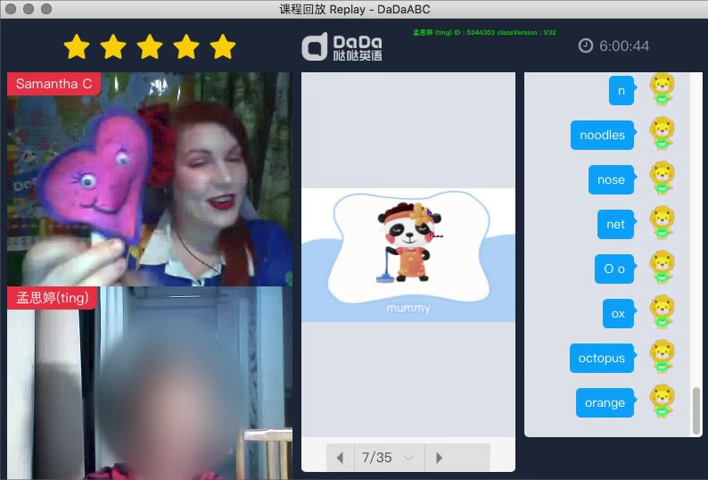 课程回放 Replay - DaDaABC
DaDa
哒哒英语
孟思婷 (ting) ID : 5344303 classVersion : V32
6:00:44
Samantha C
孟思婷(ting)
mummy
7/35
n
noodles
nose
net
O o
ox
octopus
orange